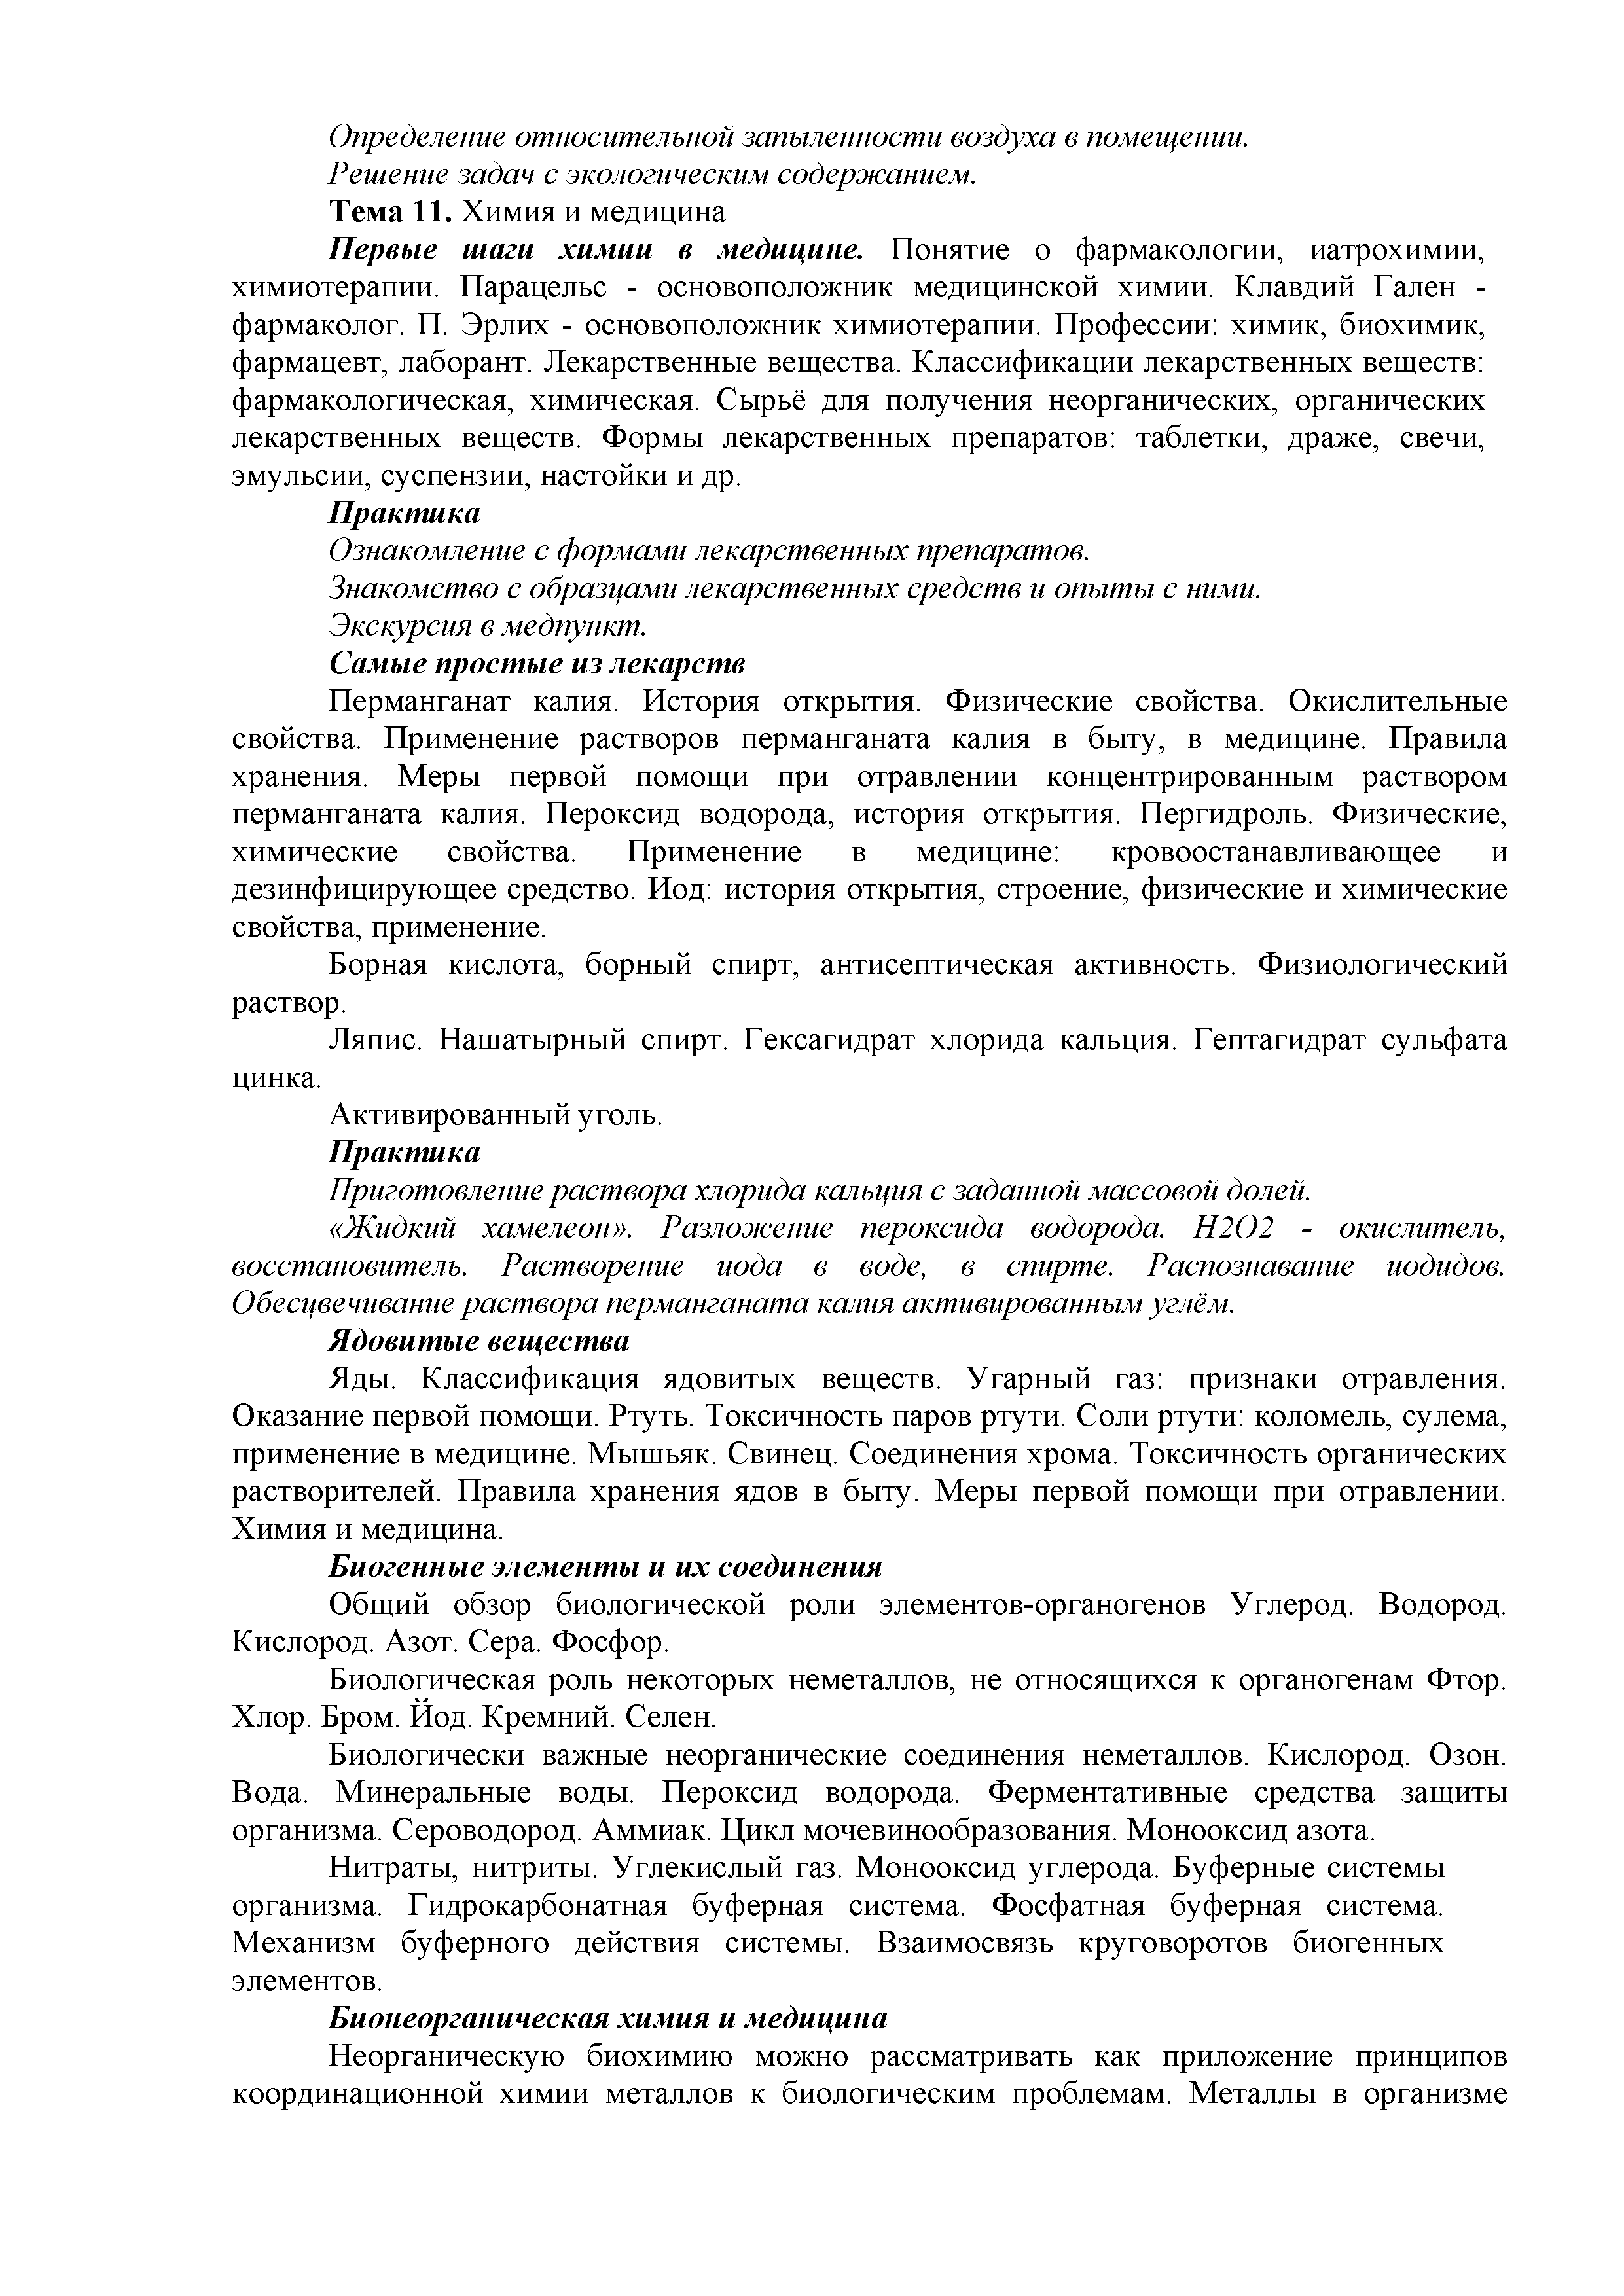 Определение относительной запыленности воздуха в помещении.
Решение задач с экологическим содержанием.
Тема 11. Химия и медицина
Первые шаги химии в медицине. Понятие о фармакологии, иатрохимии,
химиотерапии. Парацельс - основоположник медицинской химии. Клавдий Гален -
фармаколог. П. Эрлих - основоположник химиотерапии. Профессии: химик, биохимик,
фармацевт, лаборант. Лекарственные вещества. Классификации лекарственных веществ:
фармакологическая, химическая. Сырьё для получения неорганических, органических
лекарственных веществ. Формы лекарственных препаратов: таблетки, драже, свечи,
эмульсии, суспензии, настойки и др.
Практика
Ознакомление с формами лекарственных препаратов.
Знакомство с образцами лекарственных средств и опыты с ними.
Экскурсия в медпункт.
Самые простые из лекарств
Перманганат калия. История открытия. Физические свойства. Окислительные
свойства. Применение растворов перманганата калия в быту, в медицине. Правила
хранения. Меры первой помощи при отравлении концентрированным раствором
перманганата калия. Пероксид водорода, история открытия. Пергидроль. Физические,
химические свойства. Применение в медицине: кровоостанавливающее и
дезинфицирующее средство. Иод: история открытия, строение, физические и химические
свойства, применение.
Борная кислота, борный спирт, антисептическая активность. Физиологический
раствор.
Ляпис. Нашатырный спирт. Гексагидрат хлорида кальция. Гептагидрат сульфата
цинка.
Активированный уголь.
Практика
Приготовление раствора хлорида кальция с заданной массовой долей.
«Жидкий хамелеон». Разложение пероксида водорода. Н2О2 - окислитель,
восстановитель. Растворение иода в воде, в спирте. Распознавание иодидов.
Обесцвечивание раствора перманганата калия активированным углём.
Ядовитые вещества
Яды. Классификация ядовитых веществ. Угарный газ: признаки отравления.
Оказание первой помощи. Ртуть. Токсичность паров ртути. Соли ртути: коломель, сулема,
применение в медицине. Мышьяк. Свинец. Соединения хрома. Токсичность органических
растворителей. Правила хранения ядов в быту. Меры первой помощи при отравлении.
Химия и медицина.
Биогенные элементы и их соединения
Общий обзор биологической роли элементов-органогенов Углерод. Водород.
Кислород. Азот. Сера. Фосфор.
Биологическая роль некоторых неметаллов, не относящихся к органогенам Фтор.
Хлор. Бром. Йод. Кремний. Селен.
Биологически важные неорганические соединения неметаллов. Кислород. Озон.
Вода. Минеральные воды. Пероксид водорода. Ферментативные средства защиты
организма. Сероводород. Аммиак. Цикл мочевинообразования. Монооксид азота.
Нитраты, нитриты. Углекислый газ. Монооксид углерода. Буферные системы
организма. Гидрокарбонатная буферная система. Фосфатная буферная система.
Механизм буферного действия системы. Взаимосвязь круговоротов биогенных
элементов.
Бионеорганическая химия и медицина
Неорганическую биохимию можно рассматривать как приложение принципов
координационной химии металлов к биологическим проблемам. Металлы в организме